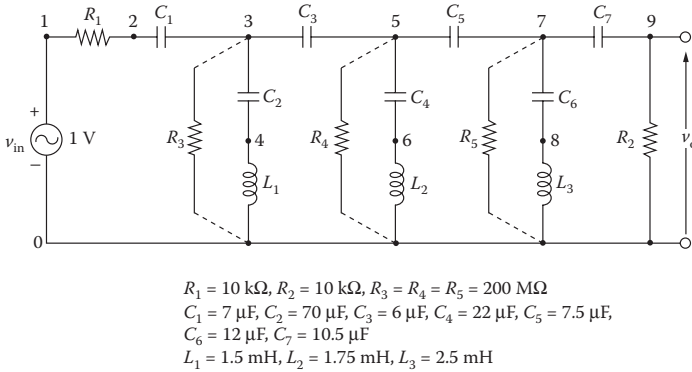 1 R1 2 C1 3 C3 5 C5 7 C7 9
+
vin 1 V
−
R3 C2 4 L1
R4 C4 6 L2
R5 C6 8 L3
R2
0
R1 = 10 kΩ, R2 = 10 kΩ, R3 = R4 = R5 = 200 MΩ
C1 = 7 μF, C2 = 70 μF, C3 = 6 μF, C4 = 22 μF, C5 = 7.5 μF,
C6 = 12 μF, C7 = 10.5 μF
L1 = 1.5 mH, L2 = 1.75 mH, L3 = 2.5 mH